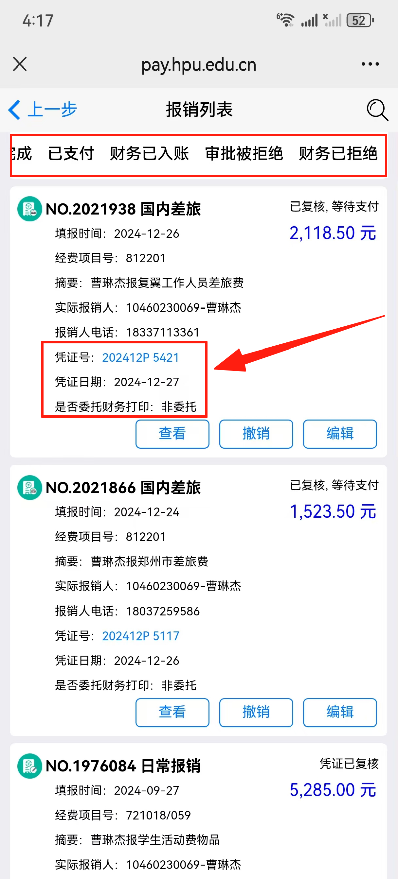 4:17
52
pay.hpu.edu.cn
上一步
报销列表
完成 已支付 财务已入账 审批被拒绝 财务已拒绝
NO.2021938 国内差旅
已复核, 等待支付
填报时间：2024-12-26
2,118.50 元
经费项目号：812201
摘要：曹琳杰报复翼工作人员差旅费
实际报销人：10460230069-曹琳杰
报销人电话：18337113361
凭证号：202412P 5421
凭证日期：2024-12-27
是否委托财务打印：非委托
查看 撤销 编辑
NO.2021866 国内差旅
已复核, 等待支付
填报时间：2024-12-24
1,523.50 元
经费项目号：812201
摘要：曹琳杰报郑州市差旅费
实际报销人：10460230069-曹琳杰
报销人电话：18037259586
凭证号：202412P 5117
凭证日期：2024-12-26
是否委托财务打印：非委托
查看 撤销 编辑
NO.1976084 日常报销
凭证已复核
填报时间：2024-09-27
5,285.00 元
经费项目号：721018/059
摘要：曹琳杰报学生活动费物品
实际报销人：10460230069-曹琳杰